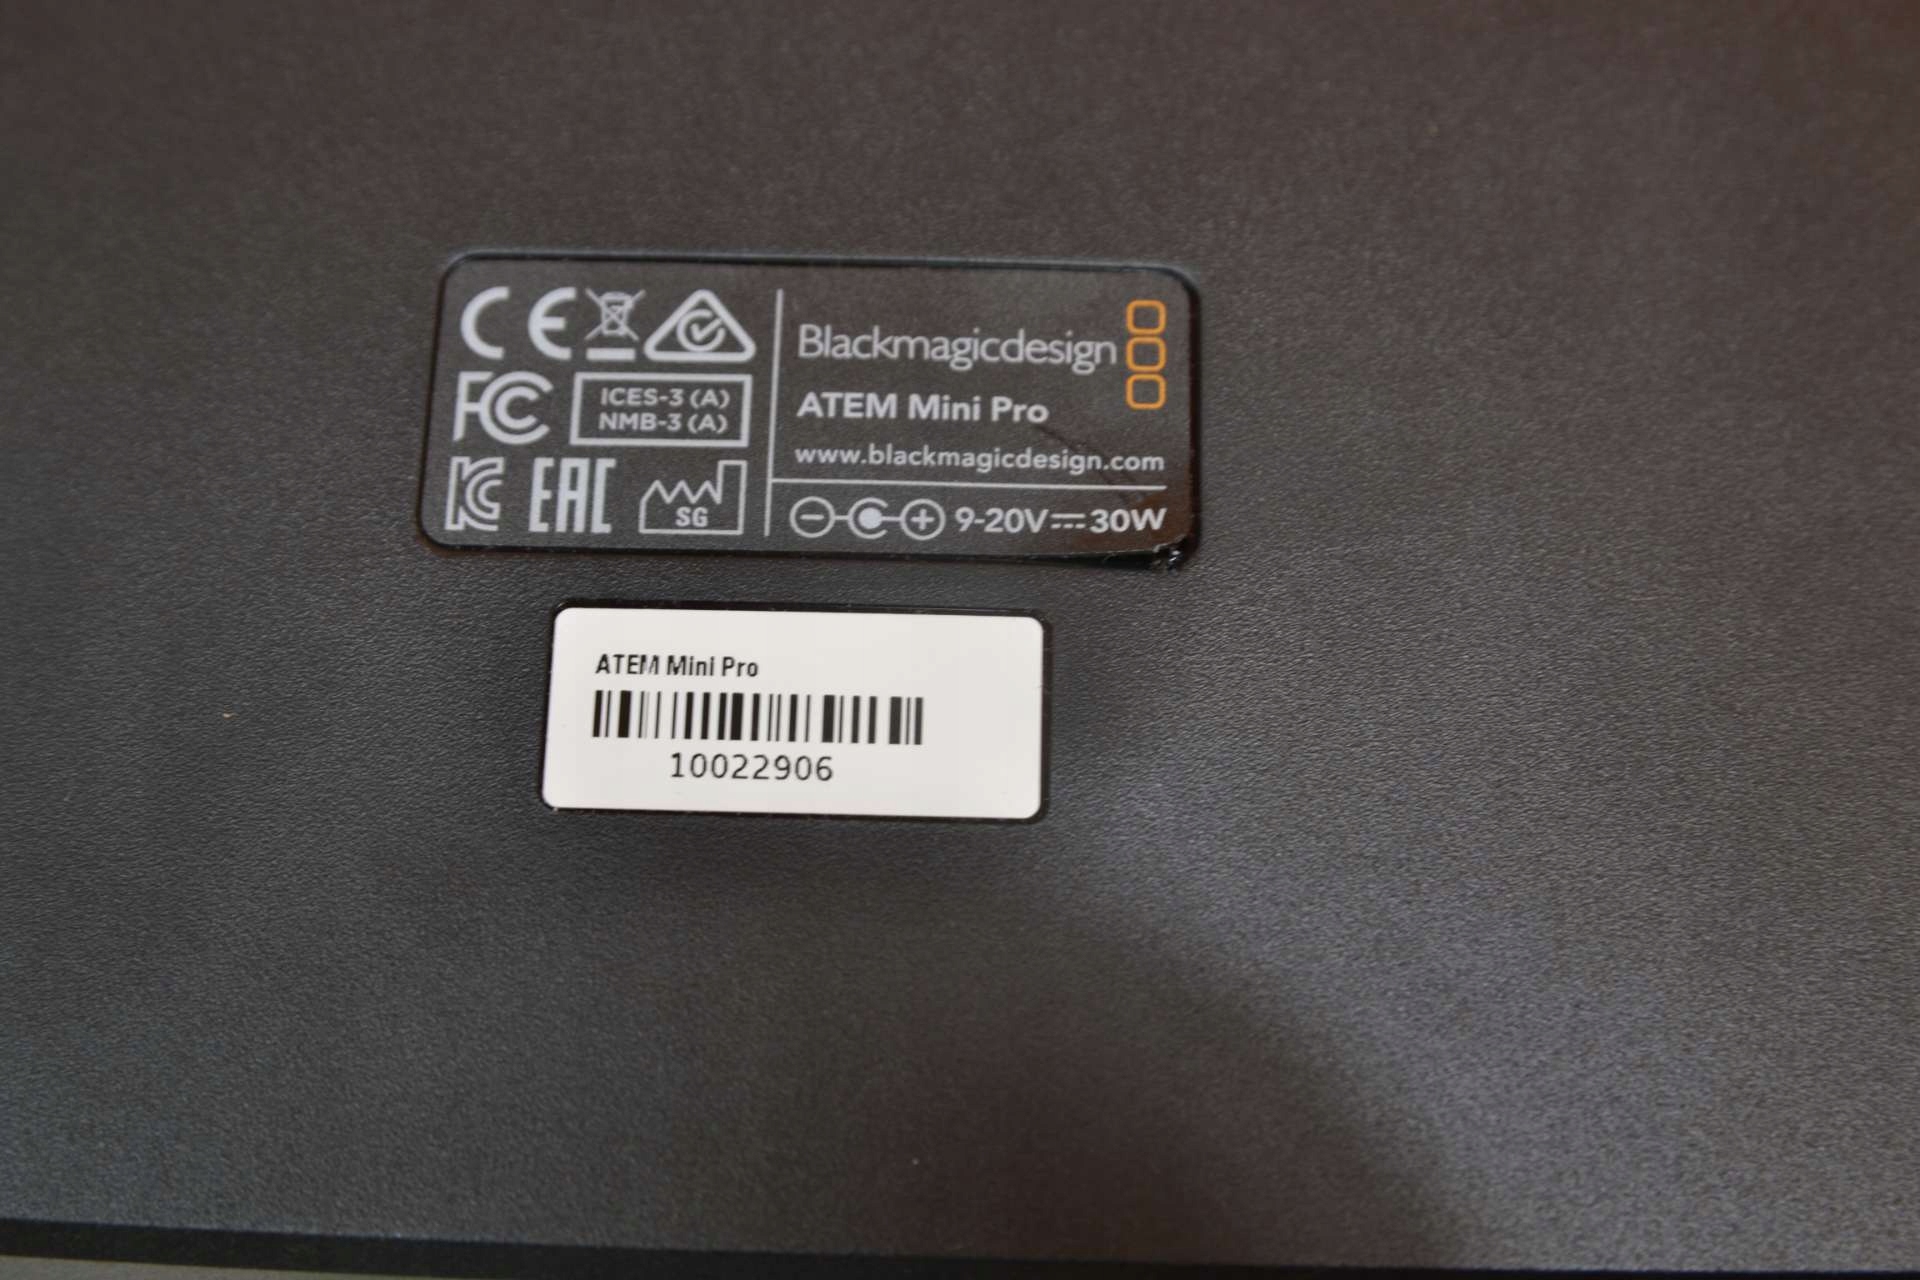 CE
FC
ICES-3 (A)
NMB-3 (A)
KC EAC SG
Blackmagicdesign
ATEM Mini Pro
www.blackmagicdesign.com
9-20V⎓30W
ATEM Mini Pro
10022906